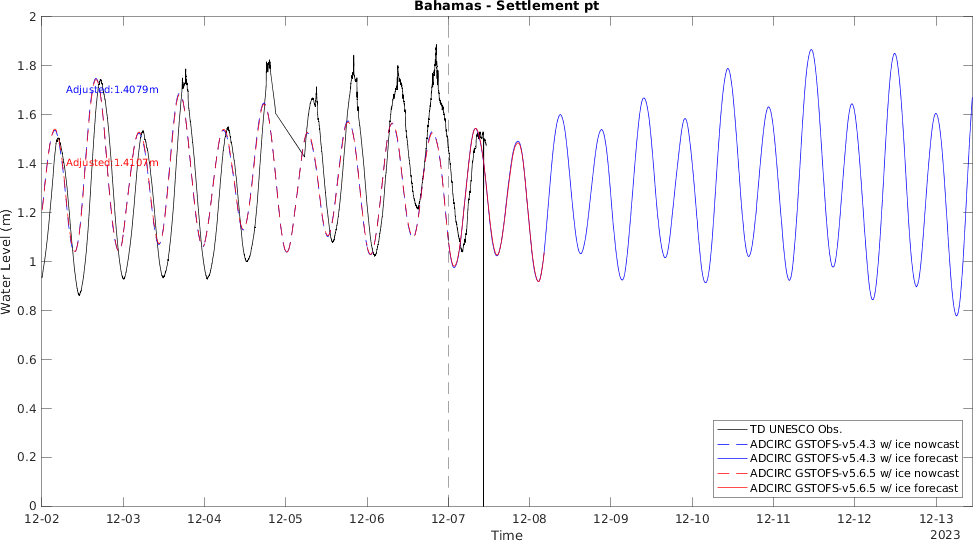 Bahamas - Settlement pt
Water Level (m)
2
1.8
1.6
1.4
1.2
1
0.8
0.6
0.4
0.2
0
Adjusted:1.4079m
Adjusted:1.4107m
TD UNESCO Obs.
ADCIRC GSTOFS-v5.4.3 w/ ice nowcast
ADCIRC GSTOFS-v5.4.3 w/ ice forecast
ADCIRC GSTOFS-v5.6.5 w/ ice nowcast
ADCIRC GSTOFS-v5.6.5 w/ ice forecast
12-02 12-03 12-04 12-05 12-06 12-07 12-08 12-09 12-10 12-11 12-12 12-13
2023
Time